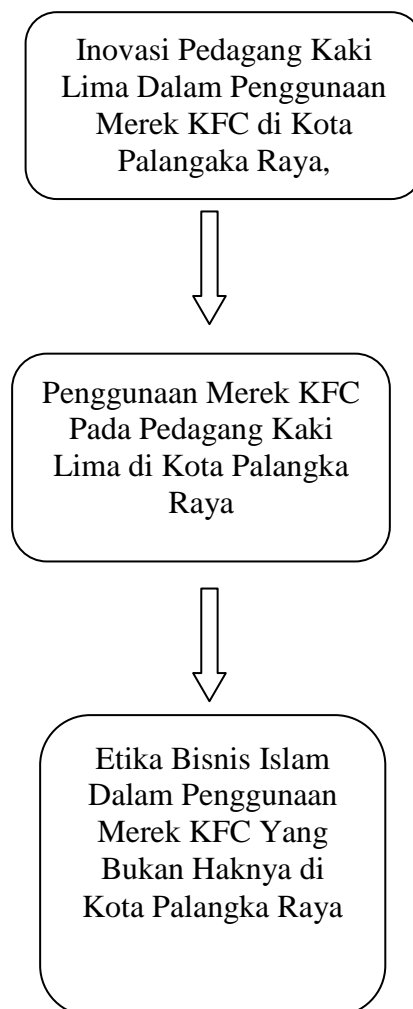 Inovasi Pedagang Kaki
Lima Dalam Penggunaan
Merek KFC di Kota
Palangaka Raya,
Penggunaan Merek KFC
Pada Pedagang Kaki
Lima di Kota Palangka
Raya
Etika Bisnis Islam
Dalam Penggunaan
Merek KFC Yang
Bukan Haknya di
Kota Palangka Raya